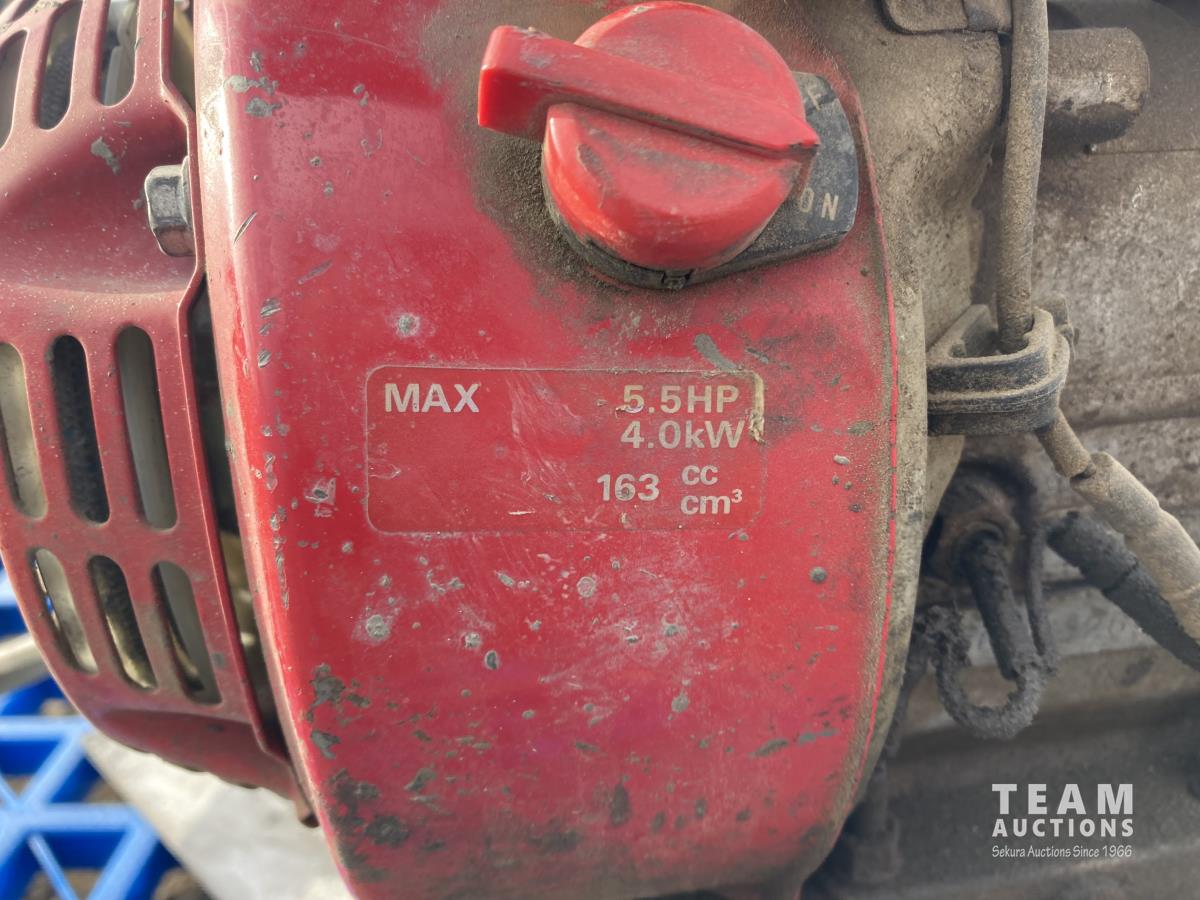 ON
MAX 5.5HP
4.0kW
163 cc
cm³
TEAM
AUCTIONS
Sekura Auctions Since 1966